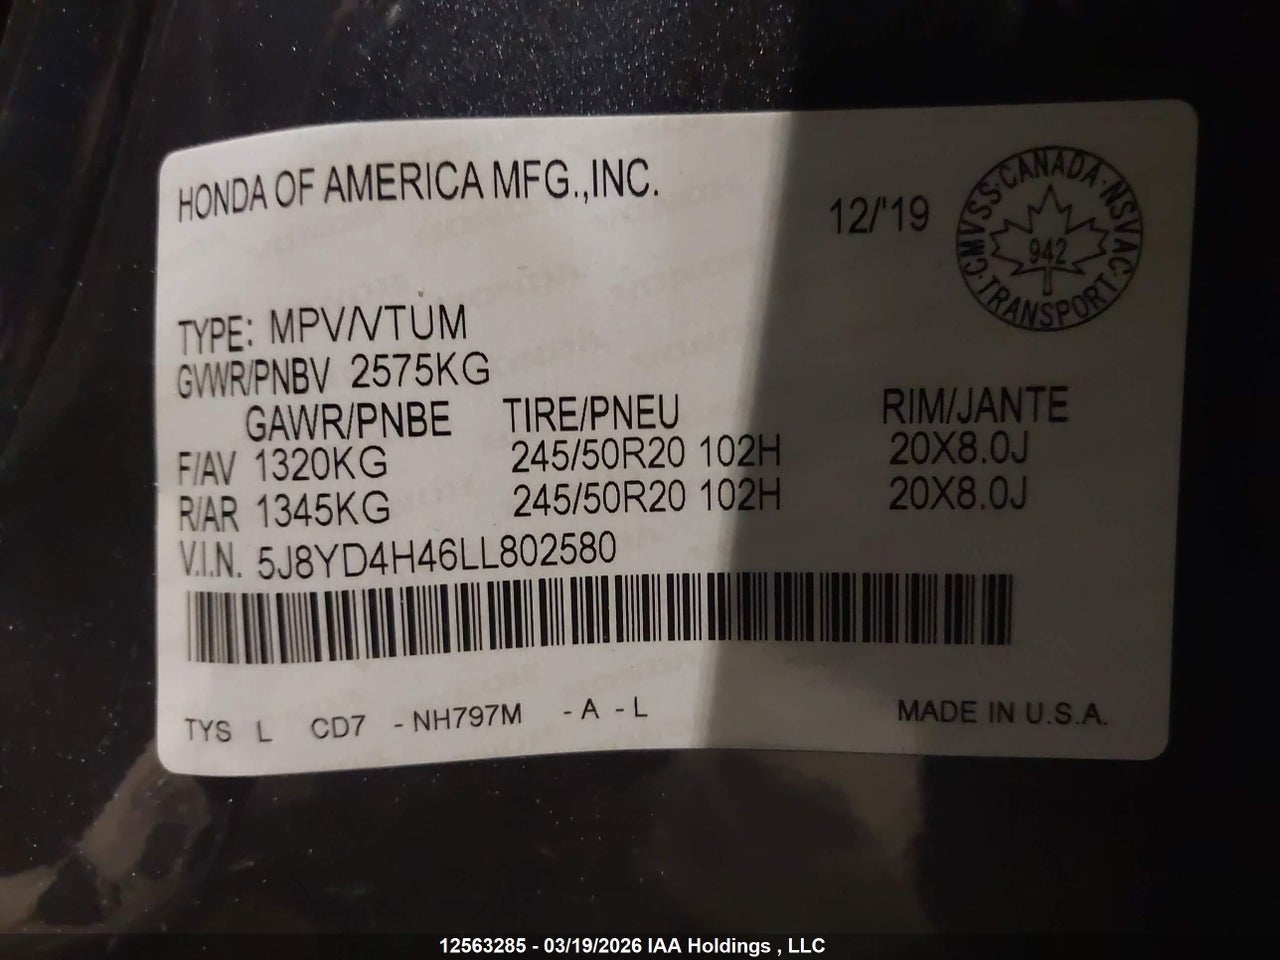 HONDA OF AMERICA MFG.,INC.
12/'19
CMVSS·CANADA·NSVAC·TRANSPORT·
942
TYPE: MPV/VTUM
GVWR/PNBV 2575KG
GAWR/PNBE TIRE/PNEU RIM/JANTE
F/AV 1320KG 245/50R20 102H 20X8.0J
R/AR 1345KG 245/50R20 102H 20X8.0J
V.I.N. 5J8YD4H46LL802580
TYS L CD7 -NH797M -A -L MADE IN U.S.A.
12563285 - 03/19/2026 IAA Holdings , LLC